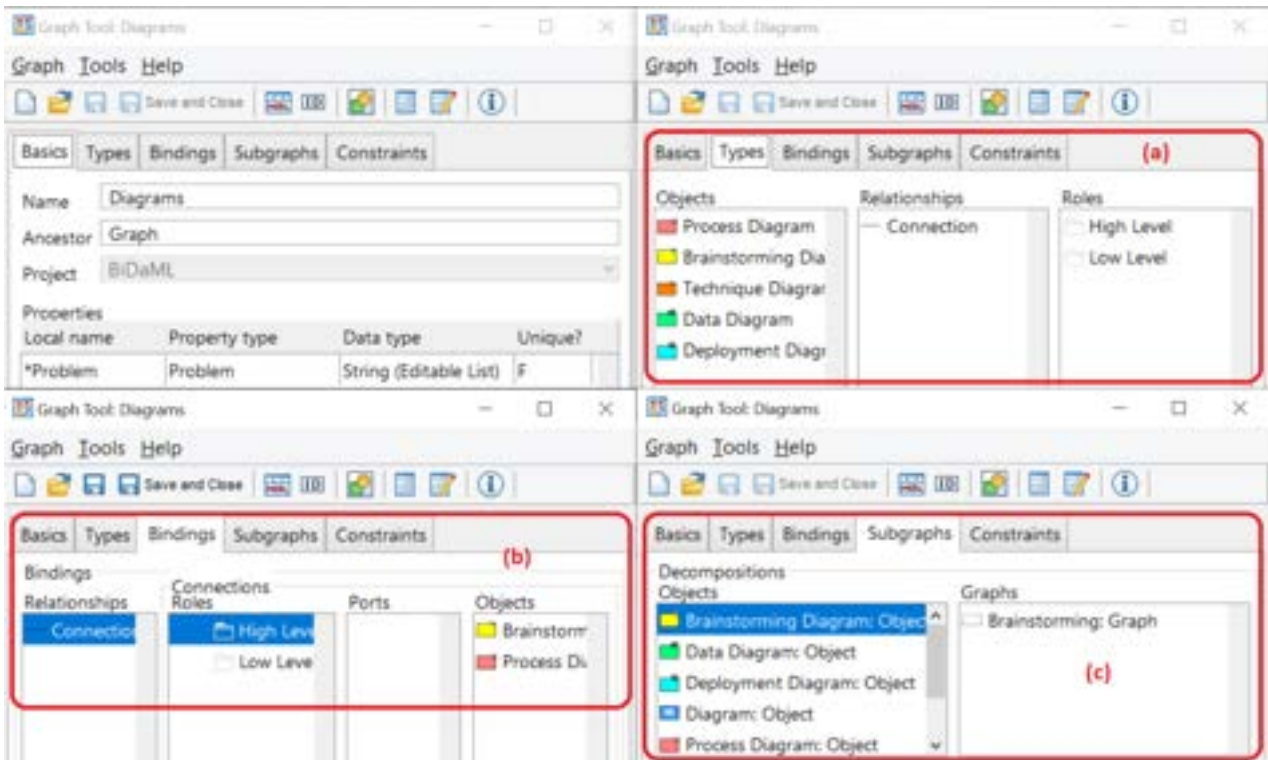 Graph Tool: Diagrams
Graph Tools Help
Save and Close
Basics Types Bindings Subgraphs Constraints
Name Diagrams
Ancestor Graph
Project BiDaML
Properties
Local name Property type Data type Unique?
*Problem Problem String (Editable List) F
Graph Tool: Diagrams
Graph Tools Help
Save and Close
Basics Types Bindings Subgraphs Constraints (a)
Objects Relationships Roles
Process Diagram Connection High Level
Brainstorming Dia Low Level
Technique Diagrar
Data Diagram
Deployment Diagr
Graph Tool: Diagrams
Graph Tools Help
Save and Close
Basics Types Bindings Subgraphs Constraints
(b)
Bindings
Connections
Relationships Roles Ports Objects
Connectio High Leve Brainstorm
Low Leve Process Di
Graph Tool: Diagrams
Graph Tools Help
Save and Close
Basics Types Bindings Subgraphs Constraints
Decompositions
Objects Graphs
Brainstorming Diagram: Objec Brainstorming: Graph
Data Diagram: Object
(c)
Deployment Diagram: Object
Diagram: Object
Process Diagram: Object